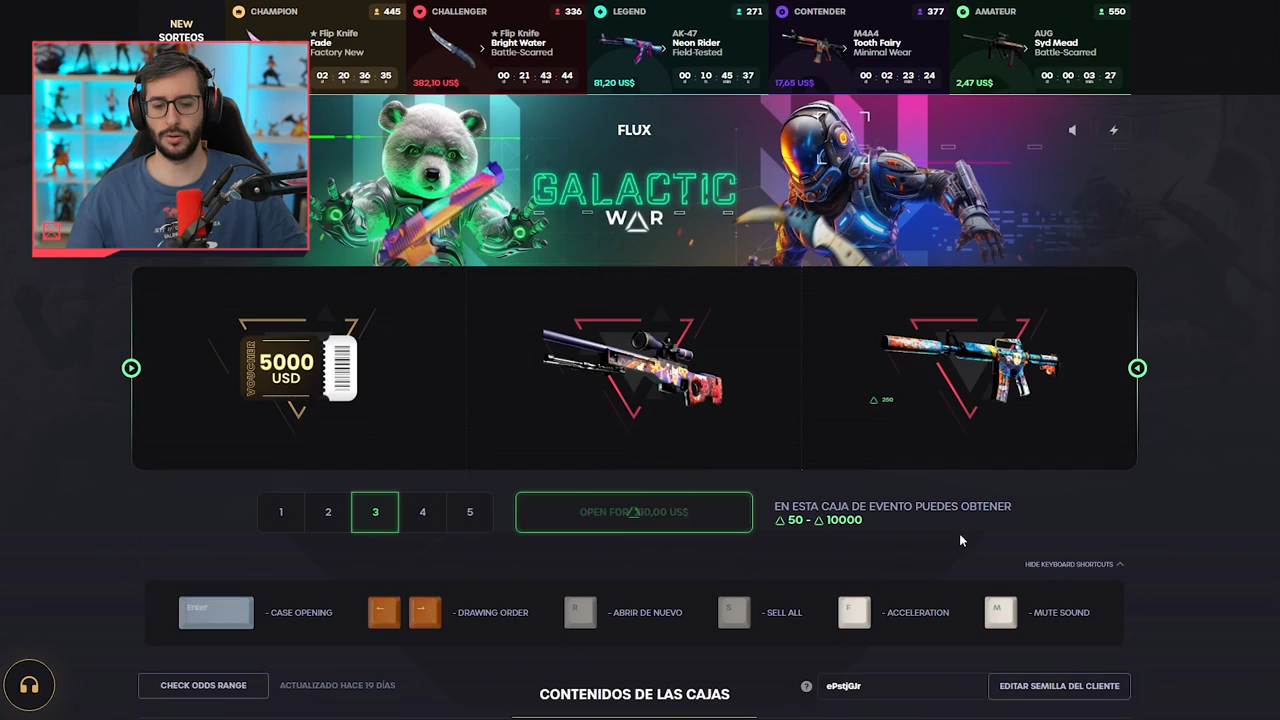 NEW
SORTEOS
CHAMPION
445
★ Flip Knife
Fade
Factory New
02 : 20 : 36 : 35
CHALLENGER
336
★ Flip Knife
Bright Water
Battle-Scarred
382,10 US$
00 : 21 : 43 : 44
LEGEND
271
AK-47
Neon Rider
Field-Tested
81,20 US$
00 : 10 : 45 : 37
CONTENDER
377
M4A4
Tooth Fairy
Minimal Wear
17,65 US$
00 : 02 : 23 : 24
AMATEUR
550
AUG
Syd Mead
Battle-Scarred
2,47 US$
00 : 00 : 03 : 27
FLUX
GALACTIC
WAR
VOUCHER
5000
USD
250
1 2 3 4 5
EN ESTA CAJA DE EVENTO PUEDES OBTENER
50 - 10000
HIDE KEYBOARD SHORTCUTS
Enter - CASE OPENING
← → - DRAWING ORDER
R - ABRIR DE NUEVO
S - SELL ALL
F - ACCELERATION
M - MUTE SOUND
CHECK ODDS RANGE
ACTUALIZADO HACE 19 DÍAS
CONTENIDOS DE LAS CAJAS
? ePstjGJr
EDITAR SEMILLA DEL CLIENTE